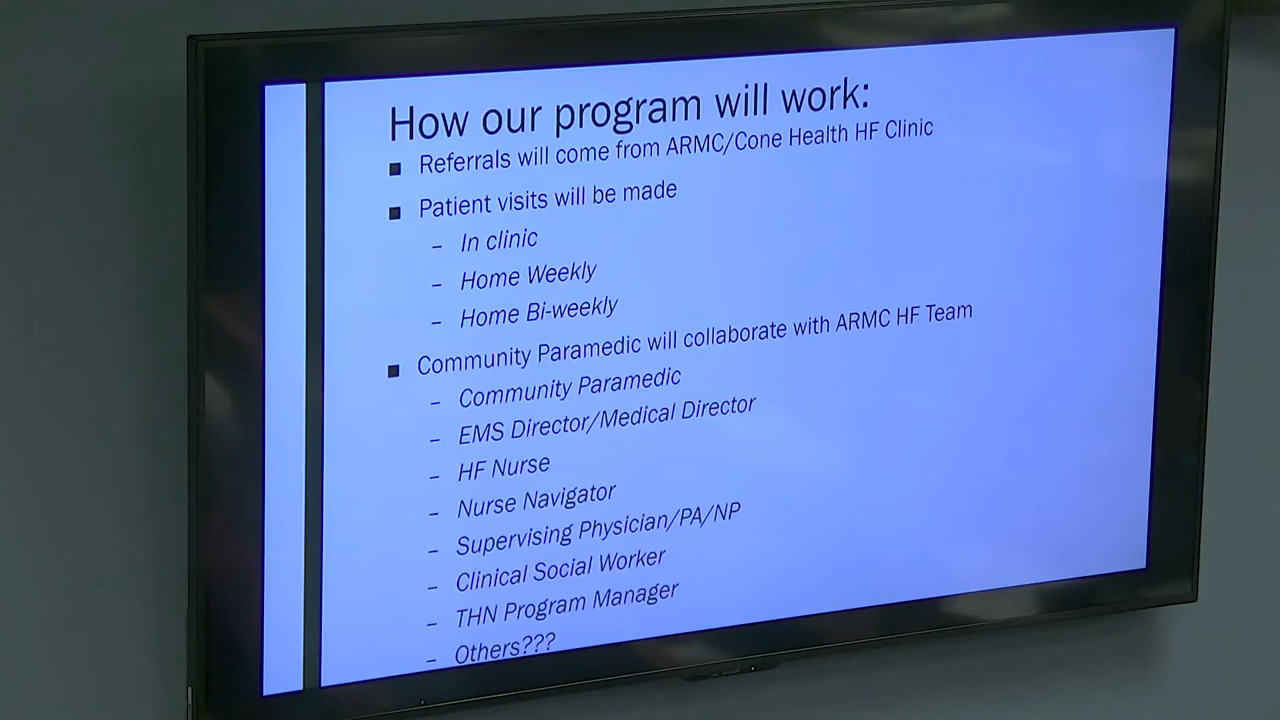 How our program will work:
■ Referrals will come from ARMC/Cone Health HF Clinic
■ Patient visits will be made
– In clinic
– Home Weekly
– Home Bi-weekly
■ Community Paramedic will collaborate with ARMC HF Team
– Community Paramedic
– EMS Director/Medical Director
– HF Nurse
– Nurse Navigator
– Supervising Physician/PA/NP
– Clinical Social Worker
– THN Program Manager
– Others???